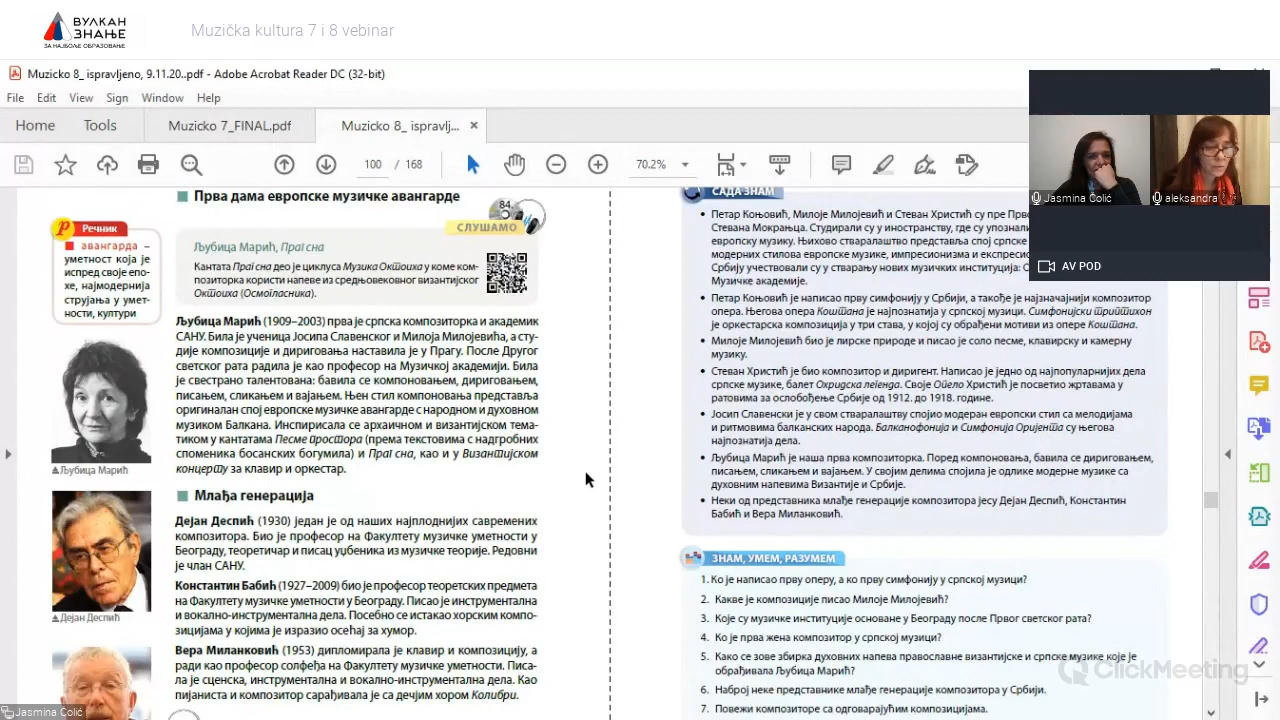 ВУЛКАН
ЗНАЊЕ
ЗА НАЈБОЉЕ ОБРАЗОВАЊЕ
Muzička kultura 7 i 8 vebinar
Muzicko 8_ ispravljeno, 9.11.20..pdf - Adobe Acrobat Reader DC (32-bit)
File Edit View Sign Window Help
Home Tools Muzicko 7_FINAL.pdf Muzicko 8_ ispravlj... ×
100 / 168 70.2%
Jasmina Čolić
aleksandra
AV POD
Прва дама европске музичке авангарде
Речник
авангарда –
уметност која је
испред своје епо-
хе, најмодернија
струјања у умет-
ности, култури
84
СЛУШАМО
Љубица Марић, Праг сна
Кантата Праг сна део је циклуса Музика Октоиха у коме ком-
позиторка користи напеве из средњовековног византијског
Октоиха (Осмогласника).
Љубица Марић (1909–2003) прва је српска композиторка и академик
САНУ. Била је ученица Јосипа Славенског и Милоја Милојевића, а сту-
дије композиције и дириговања наставила је у Прагу. После Другог
светског рата радила је као професор на Музичкој академији. Била
је свестрано талентована: бавила се компоновањем, дириговањем,
писањем, сликањем и вајањем. Њен стил компоновања представља
оригиналан спој европске музичке авангарде с народном и духовном
музиком Балкана. Инспирисала се архаичном и византијском тема-
тиком у кантатама Песме простора (према текстовима с надгробних
споменика босанских богумила) и Праг сна, као и у Византијском
концерту за клавир и оркестар.
Љубица Марић
Млађа генерација
Дејан Деспић (1930) један је од наших најплоднијих савремених
композитора. Био је професор на Факултету музичке уметности у
Београду, теоретичар и писац уџбеника из музичке теорије. Редовни
је члан САНУ.
Константин Бабић (1927–2009) био је професор теоретских предмета
на Факултету музичке уметности у Београду. Писао је инструментална
и вокално-инструментална дела. Посебно се истакао хорским компо-
зицијама у којима је изразио осећај за хумор.
Дејан Деспић
Вера Миланковић (1953) дипломирала је клавир и композицију, а
ради као професор солфеђа на Факултету музичке уметности. Писа-
ла је сценска, инструментална и вокално-инструментална дела. Као
пијаниста и композитор сарађивала је са дечјим хором Колибри.
Jasmina Čolić
САДА ЗНАМ
• Петар Коњовић, Милоје Милојевић и Стеван Христић су пре Прво
Стевана Мокрањца. Студирали су у иностранству, где су упознали
европску музику. Њихово стваралаштво представља спој српске
модерних стилова европске музике, импресионизма и експресио
Србију учествовали су у стварању нових музичких институција:
Музичке академије.
• Петар Коњовић је написао прву симфонију у Србији, а такође је најзначајнији композитор
опера. Његова опера Коштана је најпознатија у српској музици. Симфонијски триптихон
је оркестарска композиција у три става, у којој су обрађени мотиви из опере Коштана.
• Милоје Милојевић био је лирске природе и писао је соло песме, клавирску и камерну
музику.
• Стеван Христић је био композитор и диригент. Написао је једно од најпопуларнијих дела
српске музике, балет Охридска легенда. Своје Опело Христић је посветио жртавама у
ратовима за ослобођење Србије од 1912. до 1918. године.
• Јосип Славенски је у свом стваралаштву спојио модеран европски стил са мелодијама
и ритмовима балканских народа. Балканофонија и Симфонија Оријента су његова
најпознатија дела.
• Љубица Марић је наша прва композиторка. Поред компоновања, бавила се дириговањем,
писањем, сликањем и вајањем. У својим делима спојила је одлике модерне музике са
духовним напевима Византије и Србије.
• Неки од представника млађе генерације композитора јесу Дејан Деспић, Константин
Бабић и Вера Миланковић.
ЗНАМ, УМЕМ, РАЗУМЕМ
1. Ко је написао прву оперу, а ко прву симфонију у српској музици?
2. Какве је композиције писао Милоје Милојевић?
3. Које су музичке институције основане у Београду после Првог светског рата?
4. Ко је прва жена композитор у српској музици?
5. Како се зове збирка духовних напева православне византијске и српске музике које је
обрађивала Љубица Марић?
6. Наброј неке представнике млађе генерације композитора у Србији.
7. Повежи композиторе са одговарајућим композицијама.
ClickMeeting